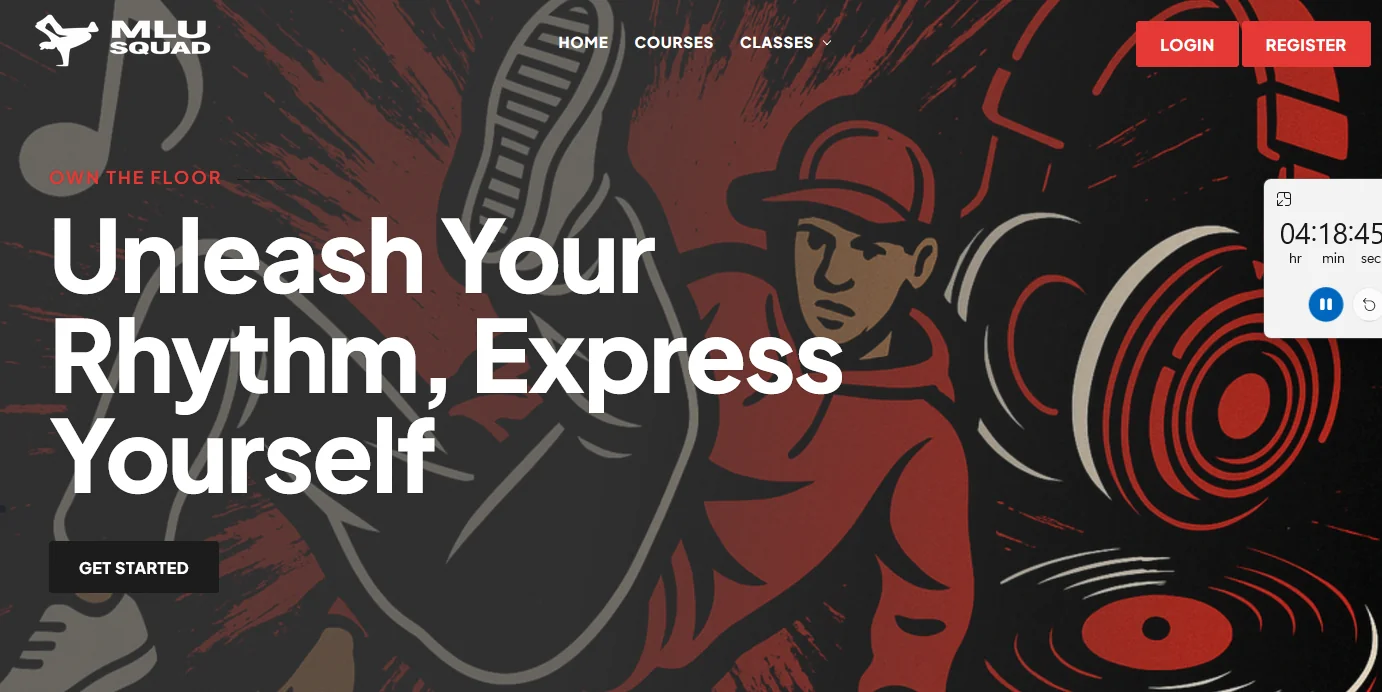 MLU
SQUAD
HOME COURSES CLASSES
LOGIN REGISTER
OWN THE FLOOR
Unleash Your
Rhythm, Express
Yourself
GET STARTED
04:18:45
hr min sec